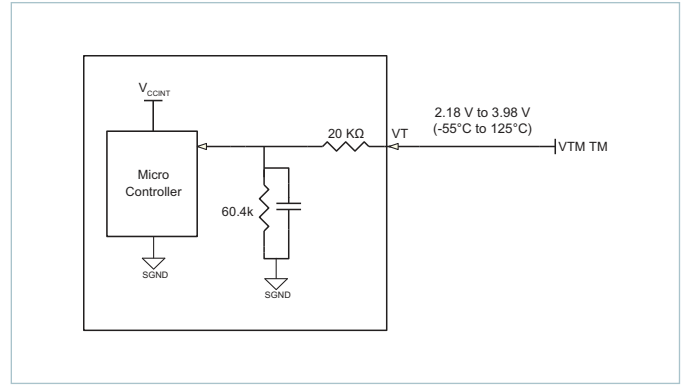 V_CCINT
20 KΩ
VT
2.18 V to 3.98 V
(-55°C to 125°C)
VTM TM
Micro
Controller
60.4k
SGND
SGND